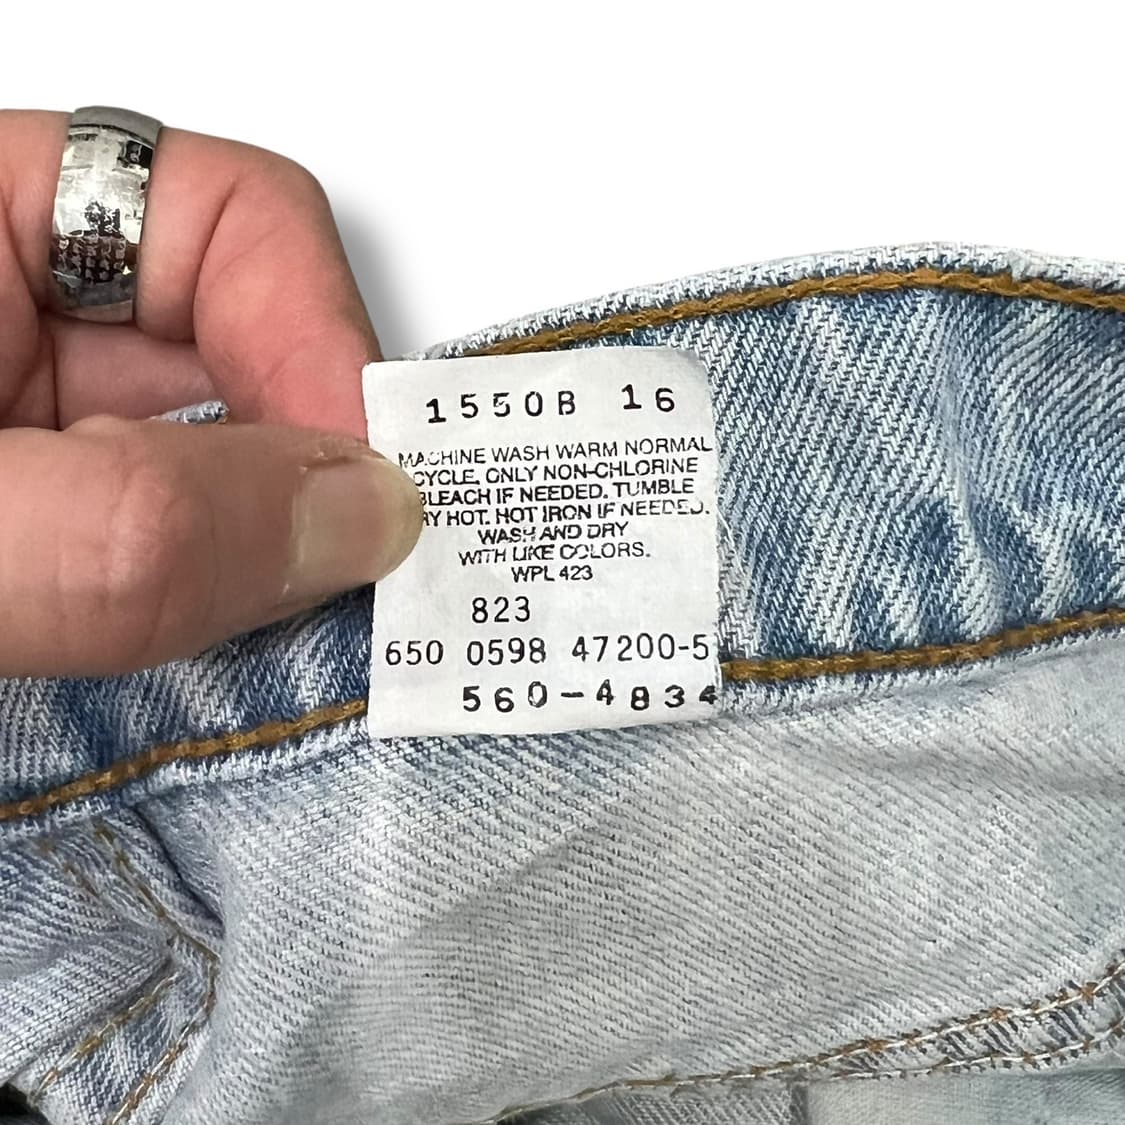 1550B 16
MACHINE WASH WARM NORMAL
CYCLE. ONLY NON-CHLORINE
BLEACH IF NEEDED. TUMBLE
RY HOT. HOT IRON IF NEEDED.
WASH AND DRY
WITH LIKE COLORS.
WPL 423
823
650 0598 47200-5
560-4834